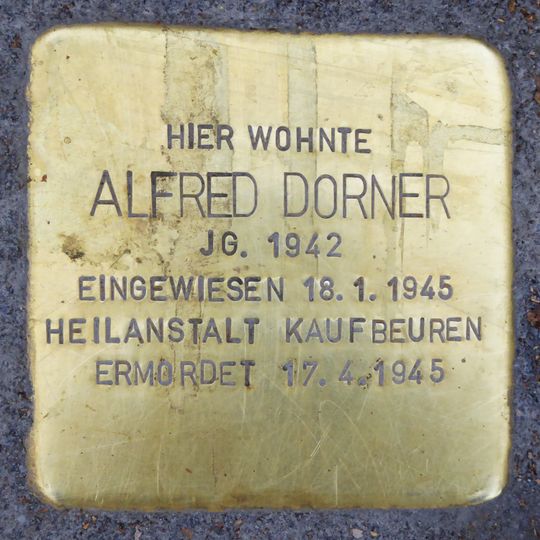 HIER WOHNTE
ALFRED DORNER
JG. 1942
EINGEWIESEN 18.1.1945
HEILANSTALT KAUFBEUREN
ERMORDET 17.4.1945